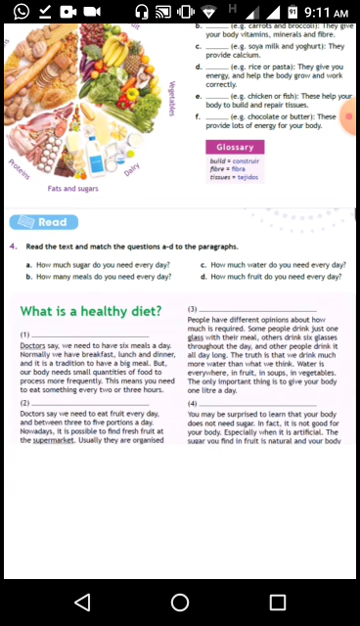 H 91 9:11 AM
b. ______ (e.g. carrots and broccoli): They give
your body vitamins, minerals and fibre.
c. ______ (e.g. soya milk and yoghurt): They
provide calcium.
d. ______ (e.g. rice or pasta): They give you
energy, and help the body grow and work
correctly.
e. ______ (e.g. chicken or fish): These help your
body to build and repair tissues.
f. ______ (e.g. chocolate or butter): These
provide lots of energy for your body.
Vegetables
Proteins
Dairy
Fats and sugars
Glossary
build = construir
fibre = fibra
tissues = tejidos
Read
4. Read the text and match the questions a-d to the paragraphs.
a. How much sugar do you need every day?
b. How many meals do you need every day?
c. How much water do you need every day?
d. How much fruit do you need every day?
What is a healthy diet?
(1) ______
Doctors say, we need to have six meals a day.
Normally we have breakfast, lunch and dinner,
and it is a tradition to have a big meal. But,
our body needs small quantities of food to
process more frequently. This means you need
to eat something every two or three hours.
(2) ______
Doctors say we need to eat fruit every day,
and between three to five portions a day.
Nowadays, it is possible to find fresh fruit at
the supermarket. Usually they are organised
(3) ______
People have different opinions about how
much is required. Some people drink just one
glass with their meal, others drink six glasses
throughout the day, and other people drink it
all day long. The truth is that we drink much
more water than what we think. Water is
everywhere, in fruit, in soups, in vegetables.
The only important thing is to give your body
one litre a day.
(4) ______
You may be surprised to learn that your body
does not need sugar. In fact, it is not good for
your body. Especially when it is artificial. The
sugar you find in fruit is natural and your body